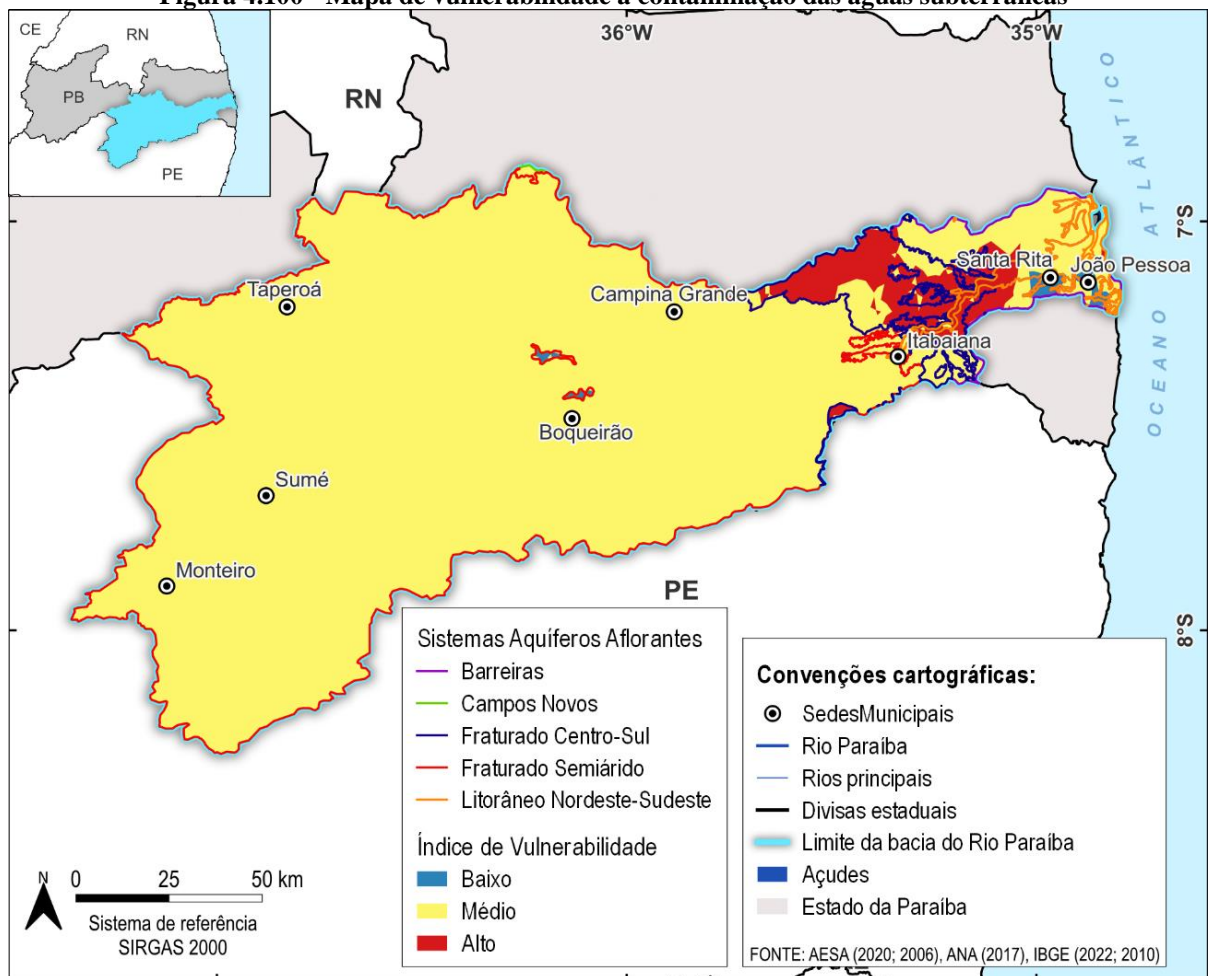 Figura 4.100 - Mapa de vulnerabilidade à contaminação das águas subterrâneas
36°W
35°W
CE
RN
PB
PE
RN
OCEANO ATLÂNTICO
7°S
Santa Rita
João Pessoa
Taperoá
Campina Grande
Itabaiana
Boqueirão
Sumé
Monteiro
PE
8°S
Sistemas Aquíferos Aflorantes
Barreiras
Campos Novos
Fraturado Centro-Sul
Fraturado Semiárido
Litorâneo Nordeste-Sudeste
Índice de Vulnerabilidade
Baixo
Médio
Alto
Convenções cartográficas:
SedesMunicipais
Rio Paraíba
Rios principais
Divisas estaduais
Limite da bacia do Rio Paraíba
Açudes
Estado da Paraíba
FONTE: AESA (2020; 2006), ANA (2017), IBGE (2022; 2010)
N
0 25 50 km
Sistema de referência
SIRGAS 2000